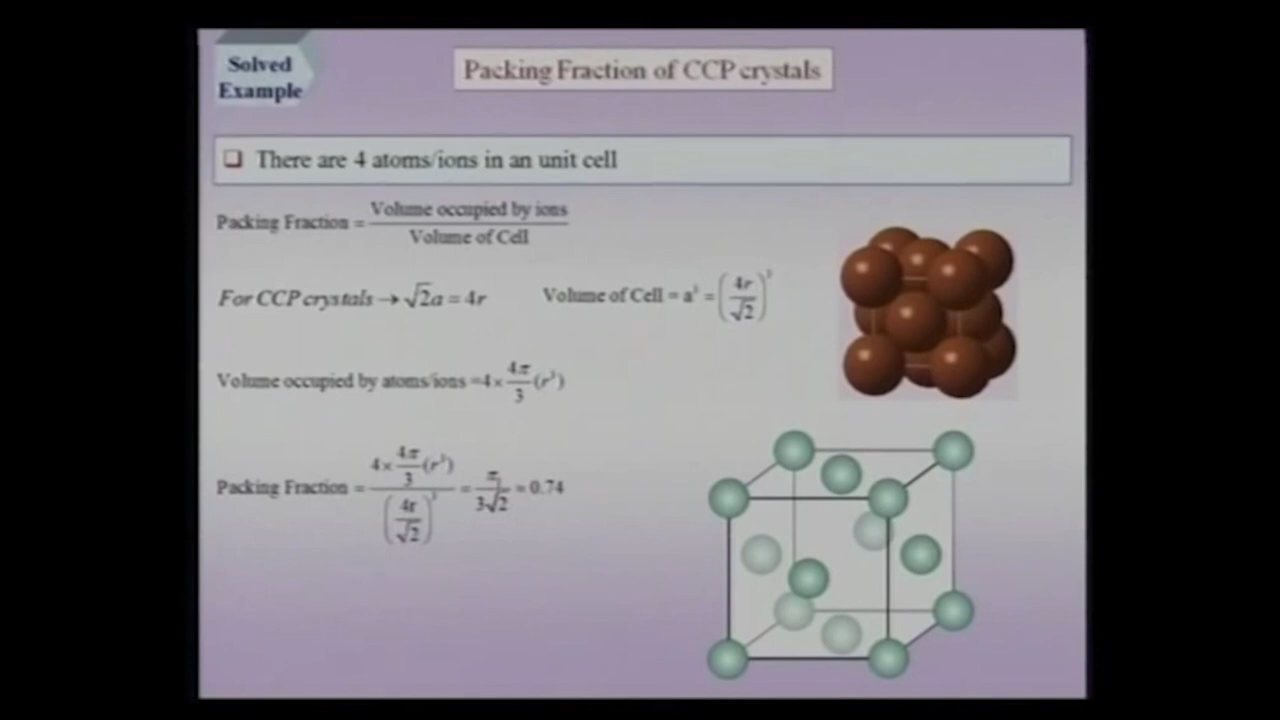 Solved
Example
Packing Fraction of CCP crystals
❑ There are 4 atoms/ions in an unit cell
Packing Fraction = Volume occupied by ions / Volume of Cell
For CCP crystals → √2a = 4r
Volume of Cell = a³ = (4r/√2)³
Volume occupied by atoms/ions =4×4π/3(r³)
Packing Fraction = 4×4π/3(r³) / (4r/√2)³ = π/3√2 = 0.74